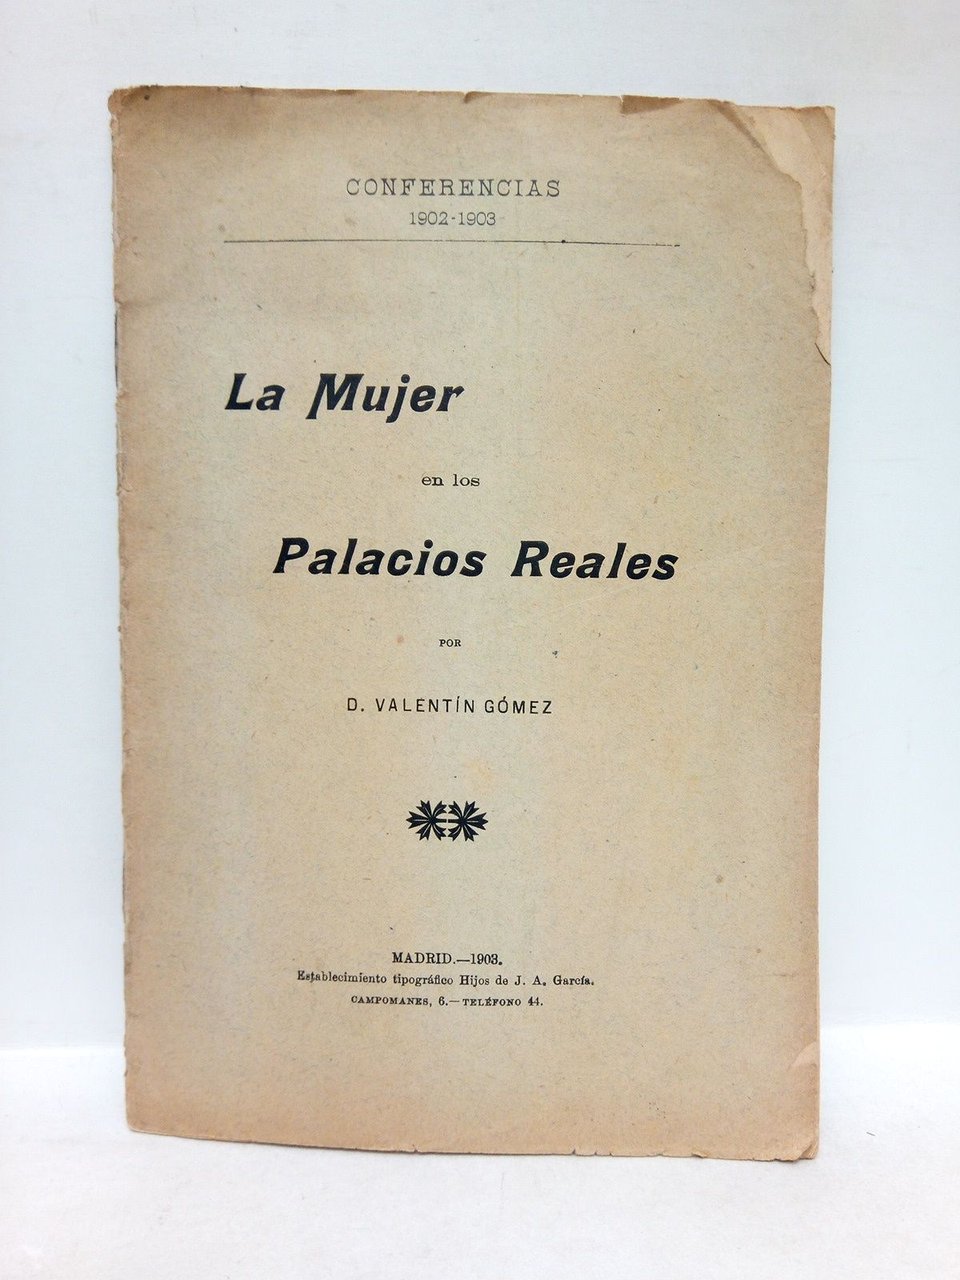 CONFERENCIAS
1902-1903
La Mujer
en los
Palacios Reales
POR
D. VALENTÍN GÓMEZ
MADRID.—1903.
Establecimiento tipográfico Hijos de J. A. García.
CAMPOMANES, 6.—TELÉFONO 44.